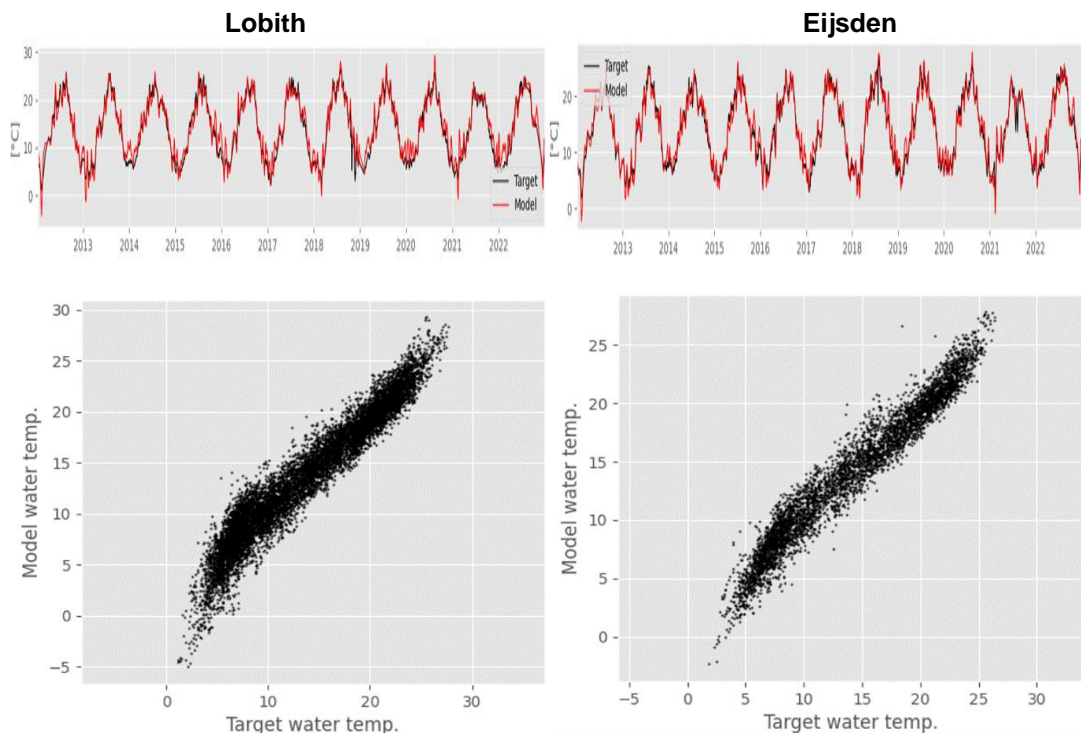 Lobith
Eijsden
30
20
10
0
[°C]
Target
Model
2013 2014 2015 2016 2017 2018 2019 2020 2021 2022
20
10
0
[°C]
Target
Model
2013 2014 2015 2016 2017 2018 2019 2020 2021 2022
30
25
20
15
10
5
0
−5
Model water temp.
0 10 20 30
Target water temp.
25
20
15
10
5
0
Model water temp.
−5 0 5 10 15 20 25 30
Target water temp.